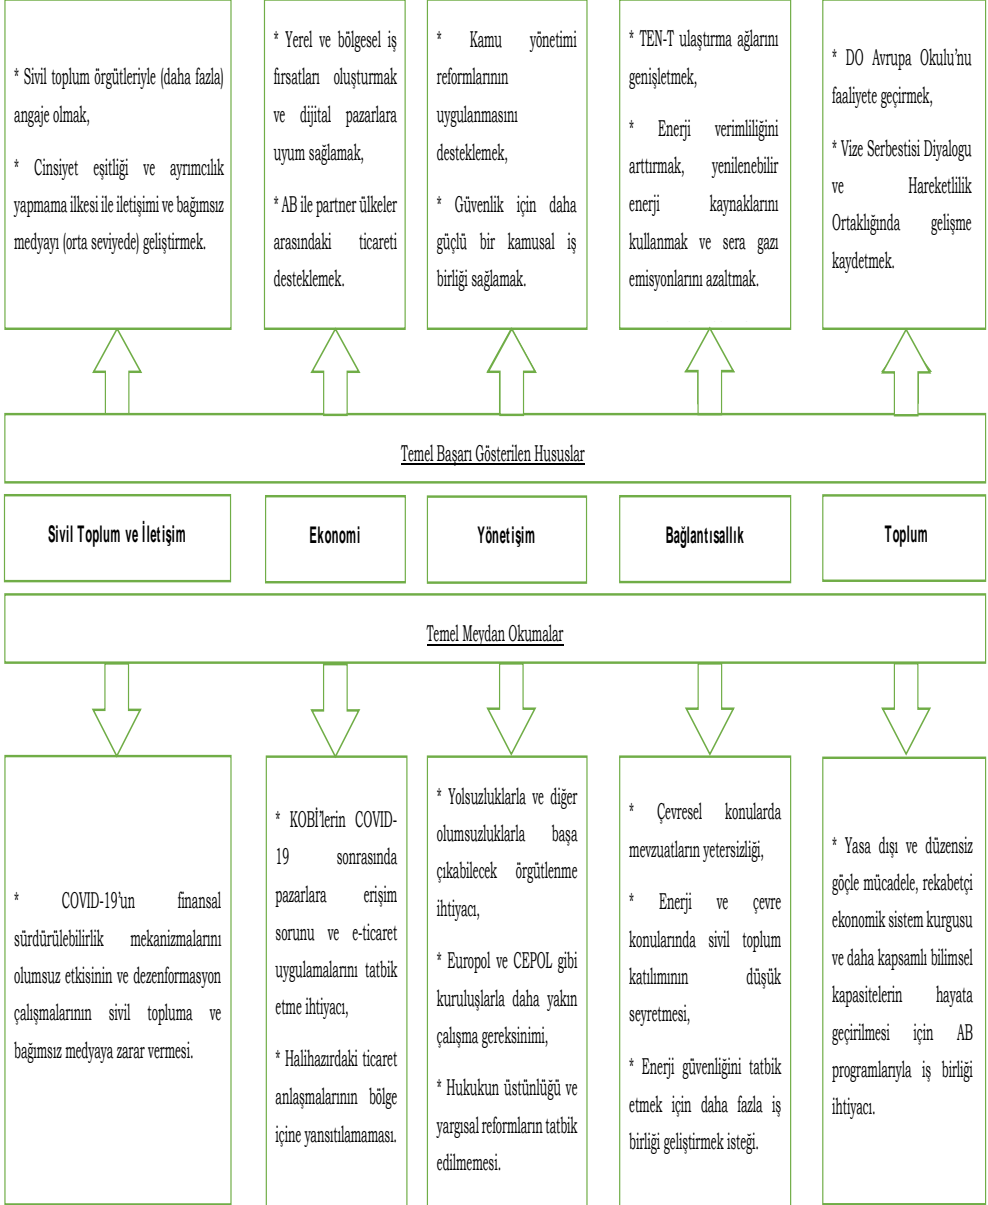 * Sivil toplum örgütleriyle (daha fazla)
angaje olmak,
* Cinsiyet eşitliği ve ayrımcılık
yapmama ilkesi ile iletişimi ve bağımsız
medyayı (orta seviyede) geliştirmek.
* Yerel ve bölgesel iş
fırsatları oluşturmak
ve dijital pazarlara
uyum sağlamak,
* AB ile partner ülkeler
arasındaki ticareti
desteklemek.
* Kamu yönetimi
reformlarının
uygulanmasını
desteklemek,
* Güvenlik için daha
güçlü bir kamusal iş
birliği sağlamak.
* TEN-T ulaştırma ağlarını
genişletmek,
* Enerji verimliliğini
arttırmak, yenilenebilir
enerji kaynaklarını
kullanmak ve sera gazı
emisyonlarını azaltmak.
* DO Avrupa Okulu’nu
faaliyete geçirmek,
* Vize Serbestisi Diyalogu
ve Hareketlilik
Ortaklığında gelişme
kaydetmek.
Temel Başarı Gösterilen Hususlar
Sivil Toplum ve İletişim
Ekonomi
Yönetişim
Bağlantısallık
Toplum
Temel Meydan Okumalar
* COVID-19’un finansal
sürdürülebilirlik mekanizmalarını
olumsuz etkisinin ve dezenformasyon
çalışmalarının sivil topluma ve
bağımsız medyaya zarar vermesi.
* KOBİ’lerin COVID-
19 sonrasında
pazarlara erişim
sorunu ve e-ticaret
uygulamalarını tatbik
etme ihtiyacı,
* Halihazırdaki ticaret
anlaşmalarının bölge
içine yansıtılamaması.
* Yolsuzluklarla ve diğer
olumsuzluklarla başa
çıkabilecek örgütlenme
ihtiyacı,
* Europol ve CEPOL gibi
kuruluşlarla daha yakın
çalışma gereksinimi,
* Hukukun üstünlüğü ve
yargısal reformların tatbik
edilmemesi.
* Çevresel konularda
mevzuatların yetersizliği,
* Enerji ve çevre
konularında sivil toplum
katılımının düşük
seyretmesi,
* Enerji güvenliğini tatbik
etmek için daha fazla iş
birliği geliştirmek isteği.
* Yasa dışı ve düzensiz
göçle mücadele, rekabetçi
ekonomik sistem kurgusu
ve daha kapsamlı bilimsel
kapasitelerin hayata
geçirilmesi için AB
programlarıyla iş birliği
ihtiyacı.